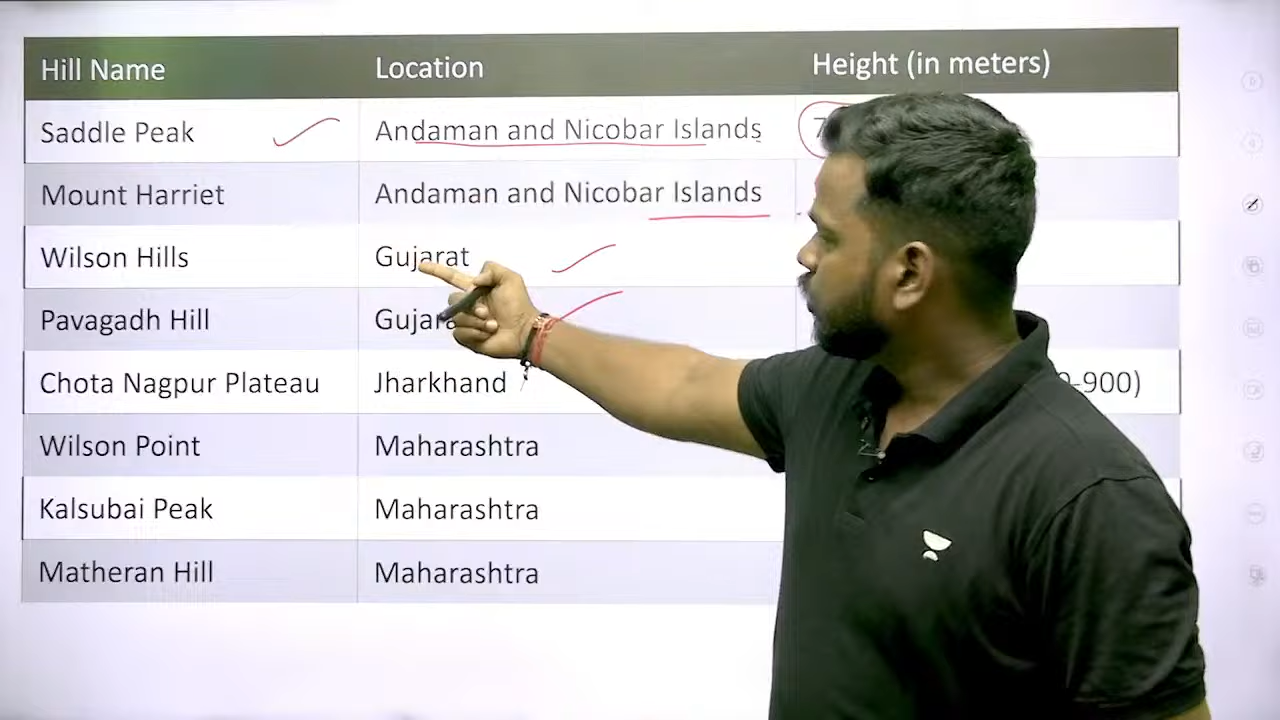 Hill Name Location Height (in meters)
Saddle Peak Andaman and Nicobar Islands 7
Mount Harriet Andaman and Nicobar Islands
Wilson Hills Gujarat
Pavagadh Hill
Chota Nagpur Plateau Jharkhand -900)
Wilson Point Maharashtra
Kalsubai Peak Maharashtra
Matheran Hill Maharashtra